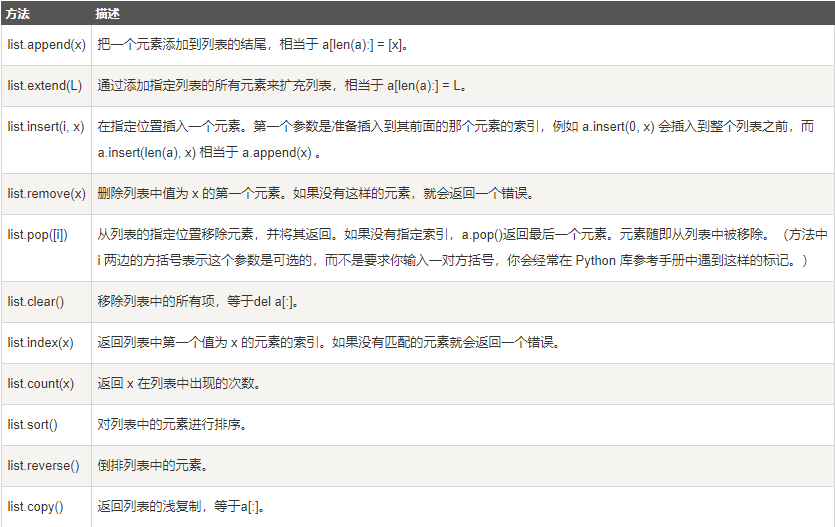 方法 描述
list.append(x) 把一个元素添加到列表的结尾，相当于 a[len(a):] = [x]。
list.extend(L) 通过添加指定列表的所有元素来扩充列表，相当于 a[len(a):] = L。
list.insert(i, x) 在指定位置插入一个元素。第一个参数是准备插入到其前面的那个元素的索引，例如 a.insert(0, x) 会插入到整个列表之前，而
a.insert(len(a), x) 相当于 a.append(x) 。
list.remove(x) 删除列表中值为 x 的第一个元素。如果没有这样的元素，就会返回一个错误。
list.pop([i]) 从列表的指定位置移除元素，并将其返回。如果没有指定索引，a.pop()返回最后一个元素。元素随即从列表中被移除。（方法中
i 两边的方括号表示这个参数是可选的，而不是要求你输入一对方括号，你会经常在 Python 库参考手册中遇到这样的标记。）
list.clear() 移除列表中的所有项，等于del a[:]。
list.index(x) 返回列表中第一个值为 x 的元素的索引。如果没有匹配的元素就会返回一个错误。
list.count(x) 返回 x 在列表中出现的次数。
list.sort() 对列表中的元素进行排序。
list.reverse() 倒排列表中的元素。
list.copy() 返回列表的浅复制，等于a[:]。